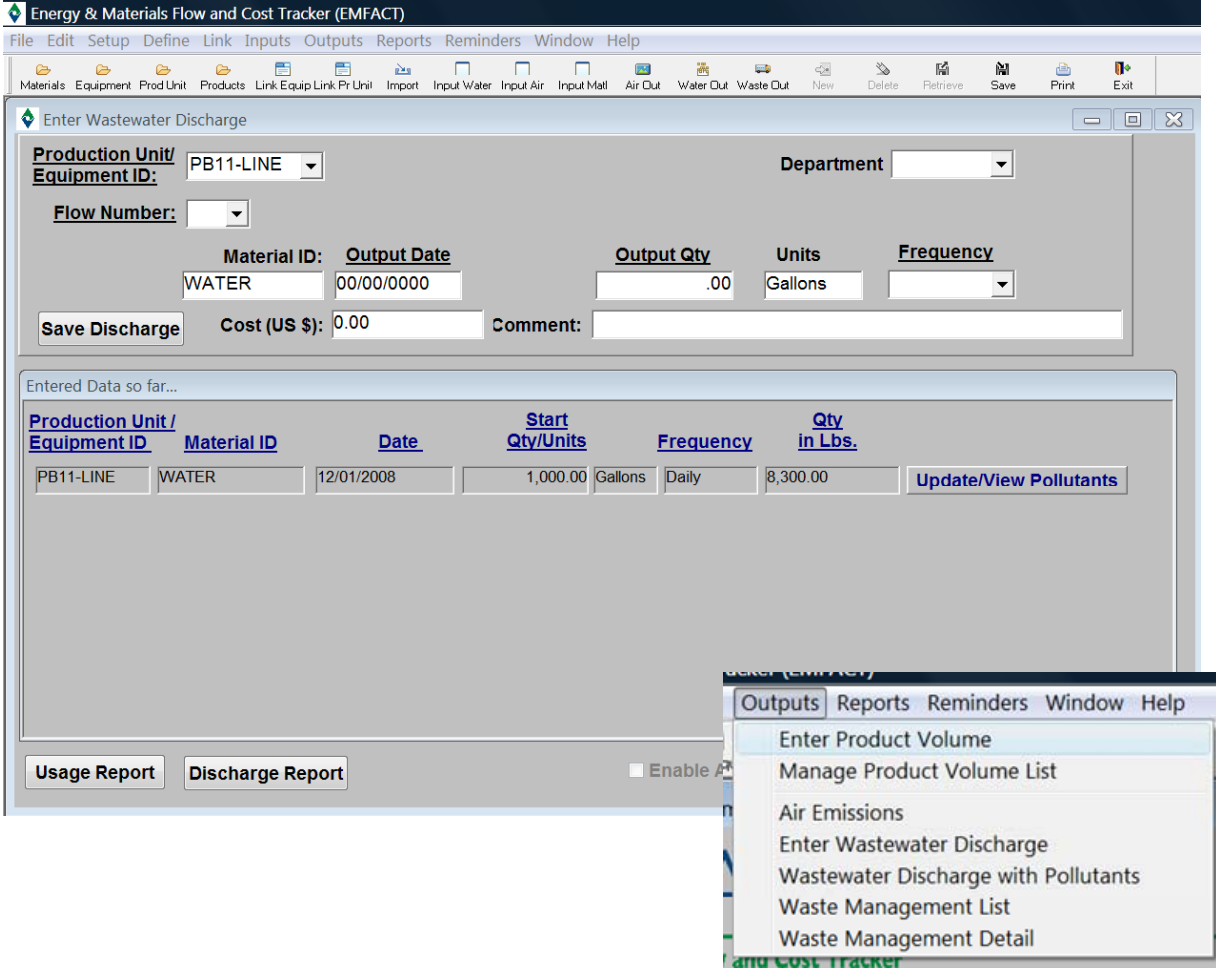 Energy & Materials Flow and Cost Tracker (EMFACT)
File Edit Setup Define Link Inputs Outputs Reports Reminders Window Help
Materials Equipment Prod Unit Products Link Equip Link Pr Unit Import Input Water Input Air Input Matl Air Out Water Out Waste Out New Delete Retrieve Save Print Exit
Enter Wastewater Discharge
Production Unit/
Equipment ID: PB11-LINE Department
Flow Number:
Material ID: Output Date Output Qty Units Frequency
WATER 00/00/0000 .00 Gallons
Save Discharge Cost (US $): 0.00 Comment:
Entered Data so far...
Production Unit / Start Qty
Equipment ID Material ID Date Qty/Units Frequency in Lbs.
PB11-LINE WATER 12/01/2008 1,000.00 Gallons Daily 8,300.00 Update/View Pollutants
Usage Report Discharge Report Enable
Outputs Reports Reminders Window Help
Enter Product Volume
Manage Product Volume List
Air Emissions
Enter Wastewater Discharge
Wastewater Discharge with Pollutants
Waste Management List
Waste Management Detail
and Cost Tracker